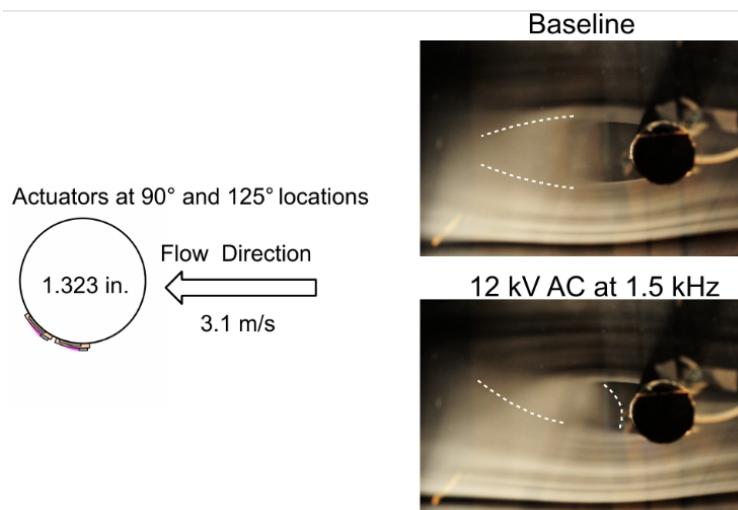 Baseline
Actuators at 90° and 125° locations
Flow Direction
1.323 in.
3.1 m/s
12 kV AC at 1.5 kHz